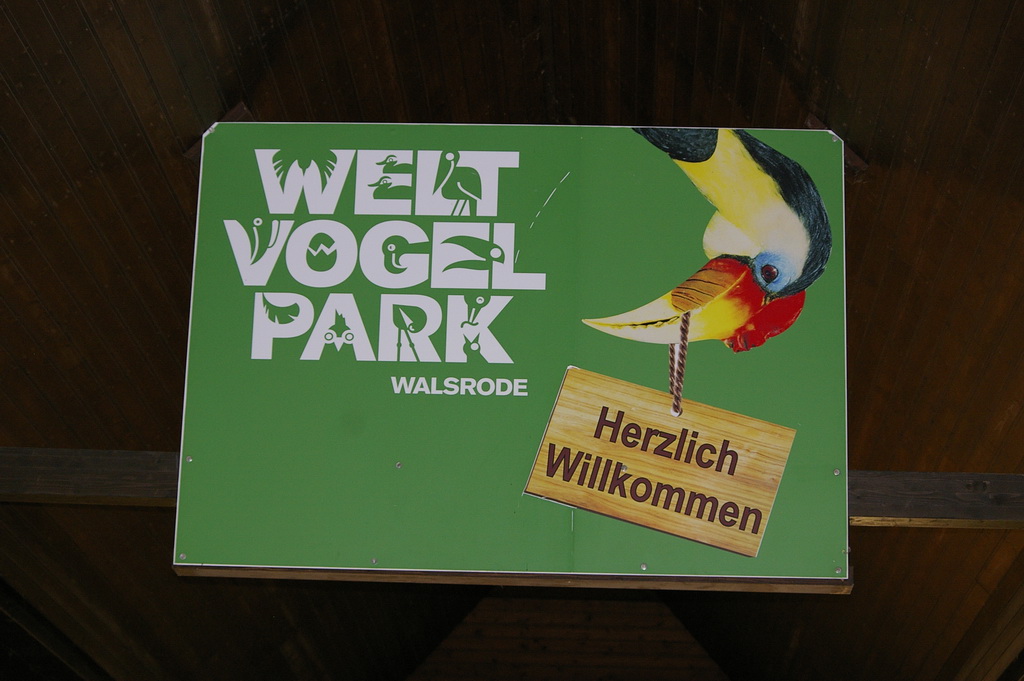 WELT
VOGEL
PARK
WALSRODE
Herzlich
Willkommen